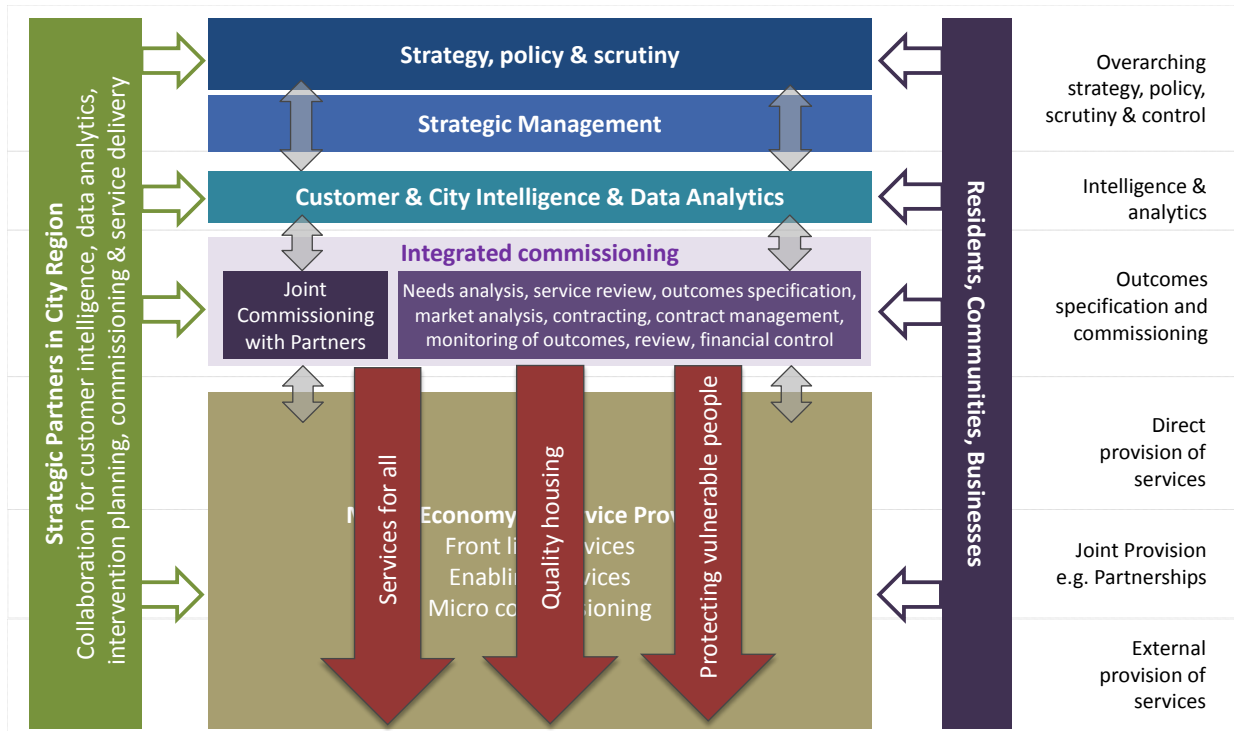 Strategic Partners in City Region
Collaboration for customer intelligence, data analytics,
intervention planning, commissioning & service delivery
Strategy, policy & scrutiny
Strategic Management
Customer & City Intelligence & Data Analytics
Integrated commissioning
Joint
Commissioning
with Partners
Needs analysis, service review, outcomes specification,
market analysis, contracting, contract management,
monitoring of outcomes, review, financial control
Economy
Front
Micro
Services for all
Quality housing
Protecting vulnerable people
Residents, Communities, Businesses
Overarching
strategy, policy,
scrutiny & control
Intelligence &
analytics
Outcomes
specification and
commissioning
Direct
provision of
services
Joint Provision
e.g. Partnerships
External
provision of
services